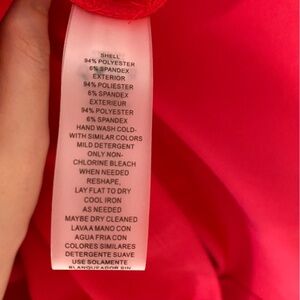 SHELL
94% POLYESTER
6% SPANDEX
EXTERIOR
94% POLIESTER
6% SPANDEX
EXTERIEUR
94% POLYESTER
6% SPANDEX
HAND WASH COLD-
WITH SIMILAR COLORS
MILD DETERGENT
ONLY NON-
CHLORINE BLEACH
WHEN NEEDED
RESHAPE,
LAY FLAT TO DRY
COOL IRON
AS NEEDED
MAYBE DRY CLEANED
LAVA A MANO CON
AGUA FRIA CON
COLORES SIMILARES
DETERGENTE SUAVE
USE SOLAMENTE
BLANQUEADOR SIN